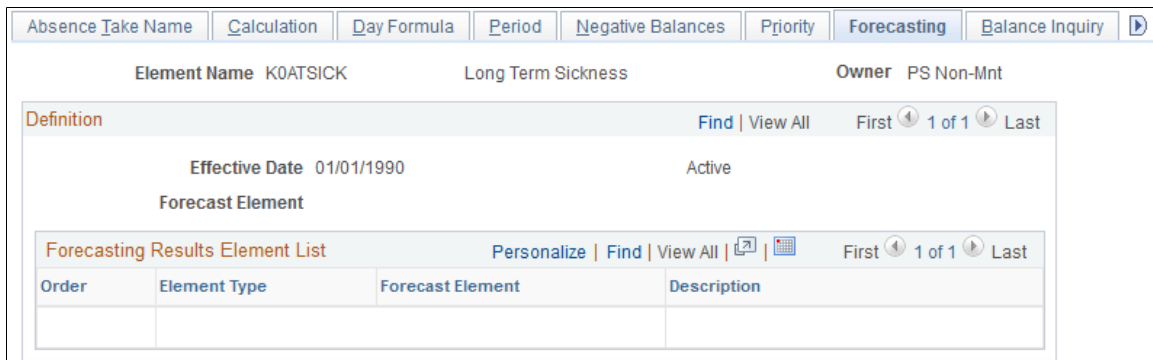 Absence Take Name Calculation Day Formula Period Negative Balances Priority Forecasting Balance Inquiry
Element Name K0ATSICK Long Term Sickness Owner PS Non-Mnt
Definition Find | View All First 1 of 1 Last
Effective Date 01/01/1990 Active
Forecast Element
Forecasting Results Element List Personalize | Find | View All | | First 1 of 1 Last
Order Element Type Forecast Element Description